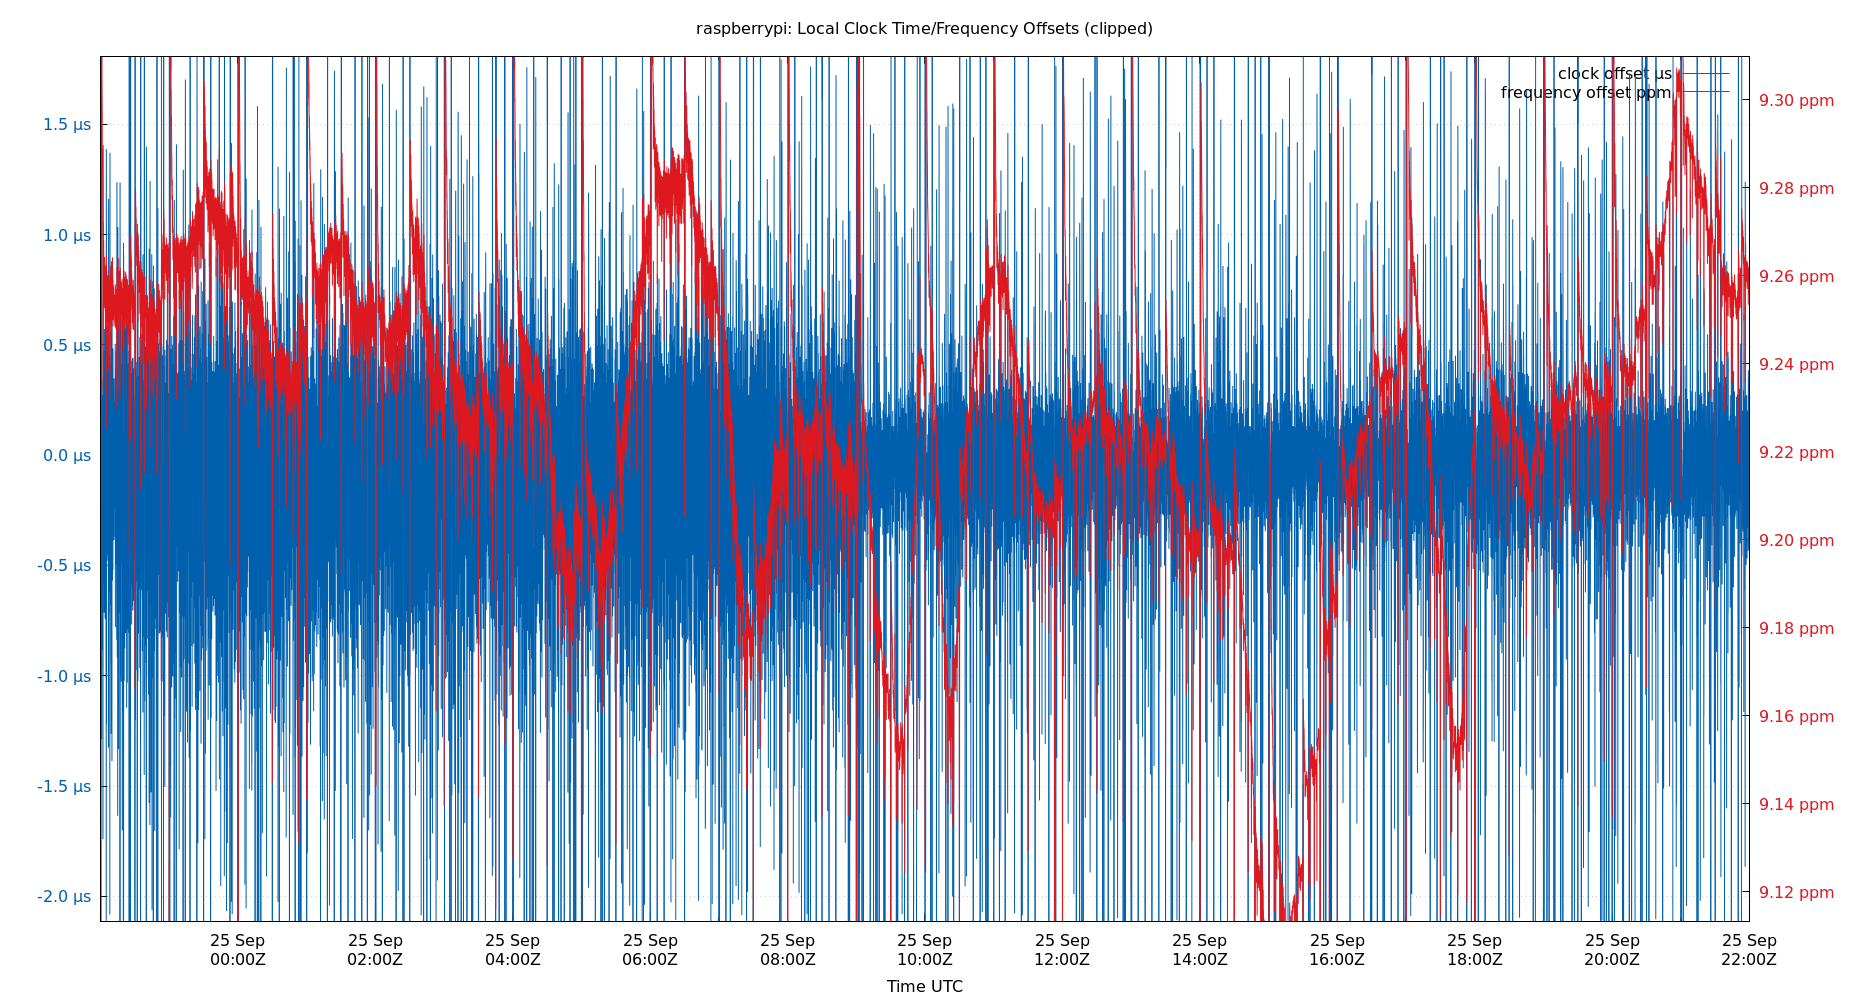 raspberrypi: Local Clock Time/Frequency Offsets (clipped)
clock offset µs
frequency offset ppm
1.5 µs
1.0 µs
0.5 µs
0.0 µs
-0.5 µs
-1.0 µs
-1.5 µs
-2.0 µs
9.30 ppm
9.28 ppm
9.26 ppm
9.24 ppm
9.22 ppm
9.20 ppm
9.18 ppm
9.16 ppm
9.14 ppm
9.12 ppm
25 Sep 25 Sep 25 Sep 25 Sep 25 Sep 25 Sep 25 Sep 25 Sep 25 Sep 25 Sep 25 Sep 25 Sep
00:00Z 02:00Z 04:00Z 06:00Z 08:00Z 10:00Z 12:00Z 14:00Z 16:00Z 18:00Z 20:00Z 22:00Z
Time UTC